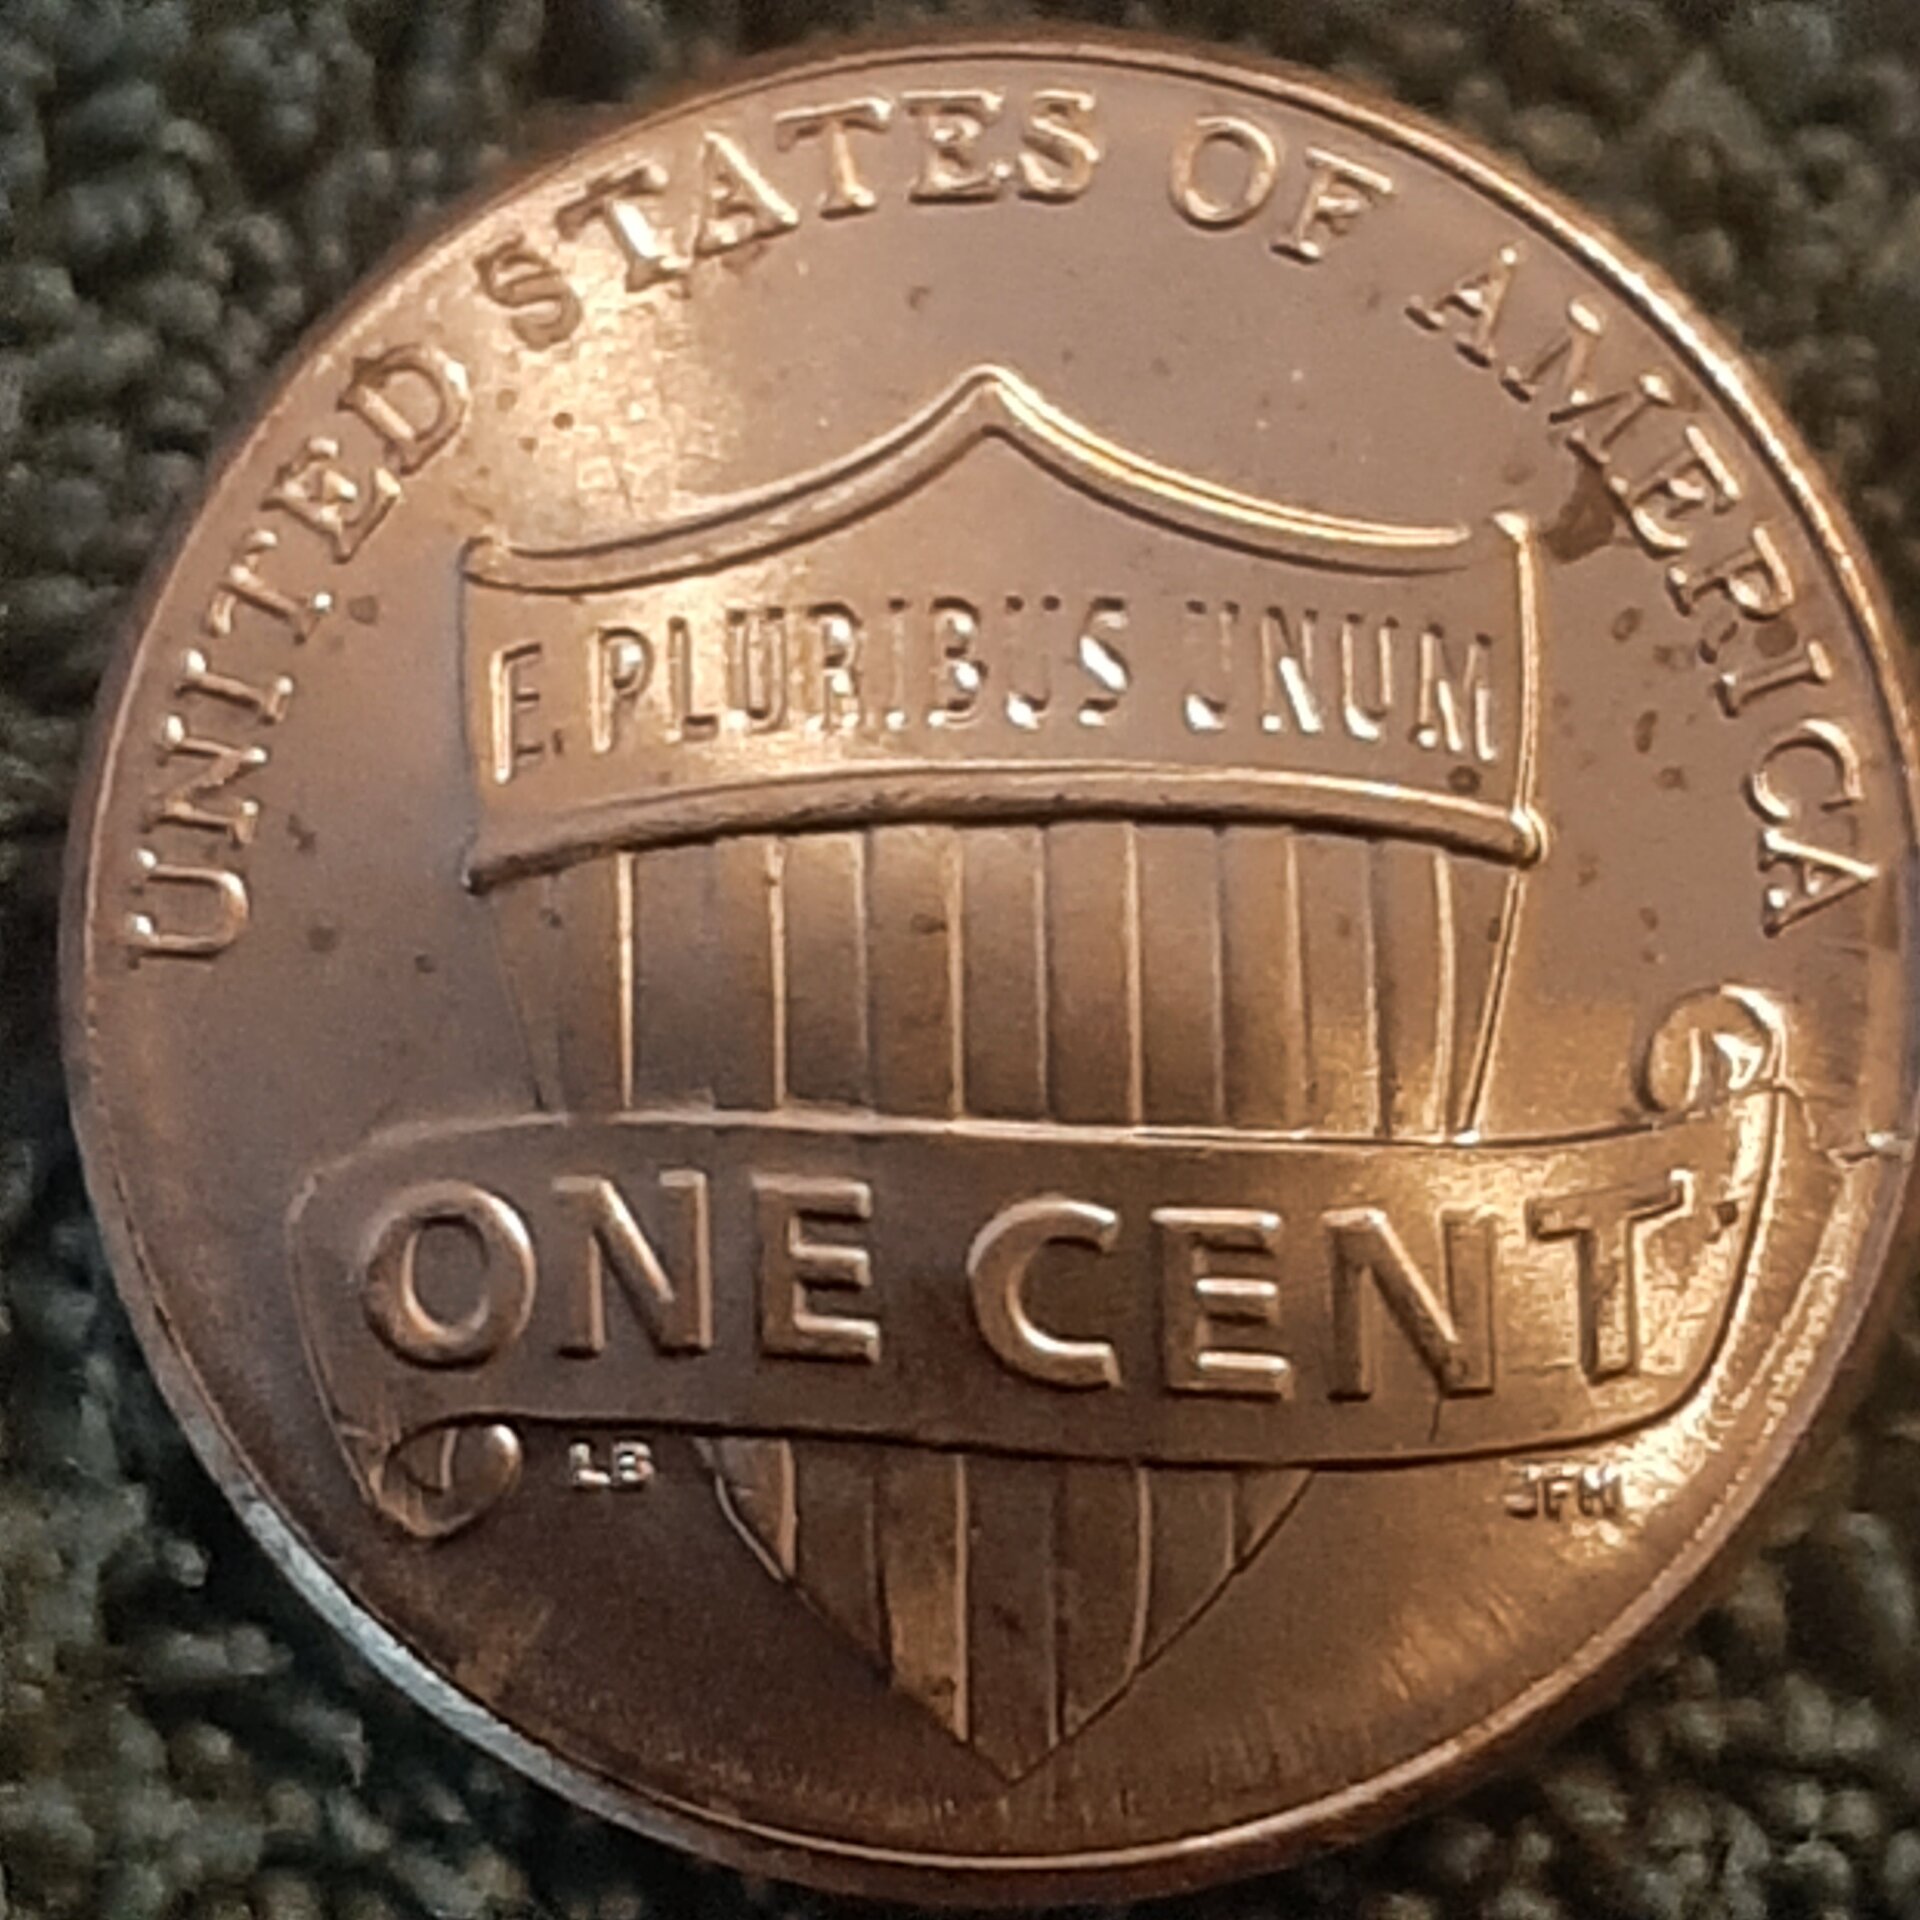 UNITED STATES OF AMERICA
E PLURIBUS UNUM
ONE CENT
LB
JFM